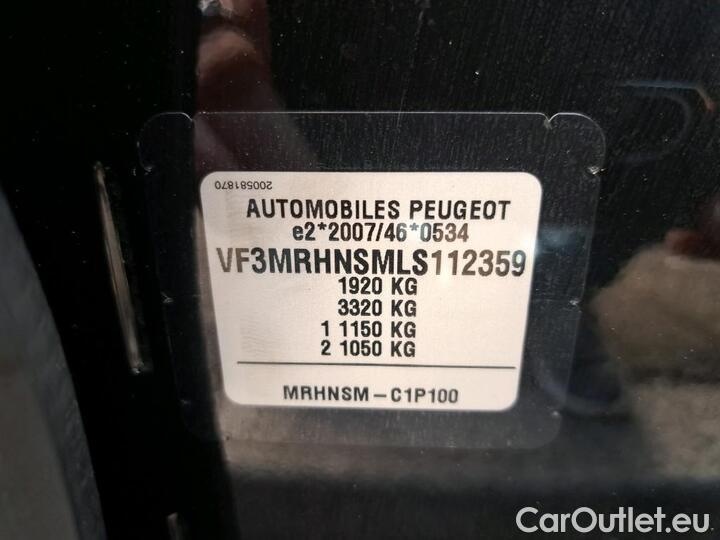 200581870
AUTOMOBILES PEUGEOT
e2*2007/46*0534
VF3MRHNSMLS112359
1920 KG
3320 KG
1 1150 KG
2 1050 KG
MRHNSM – C1P100
CarOutlet.eu